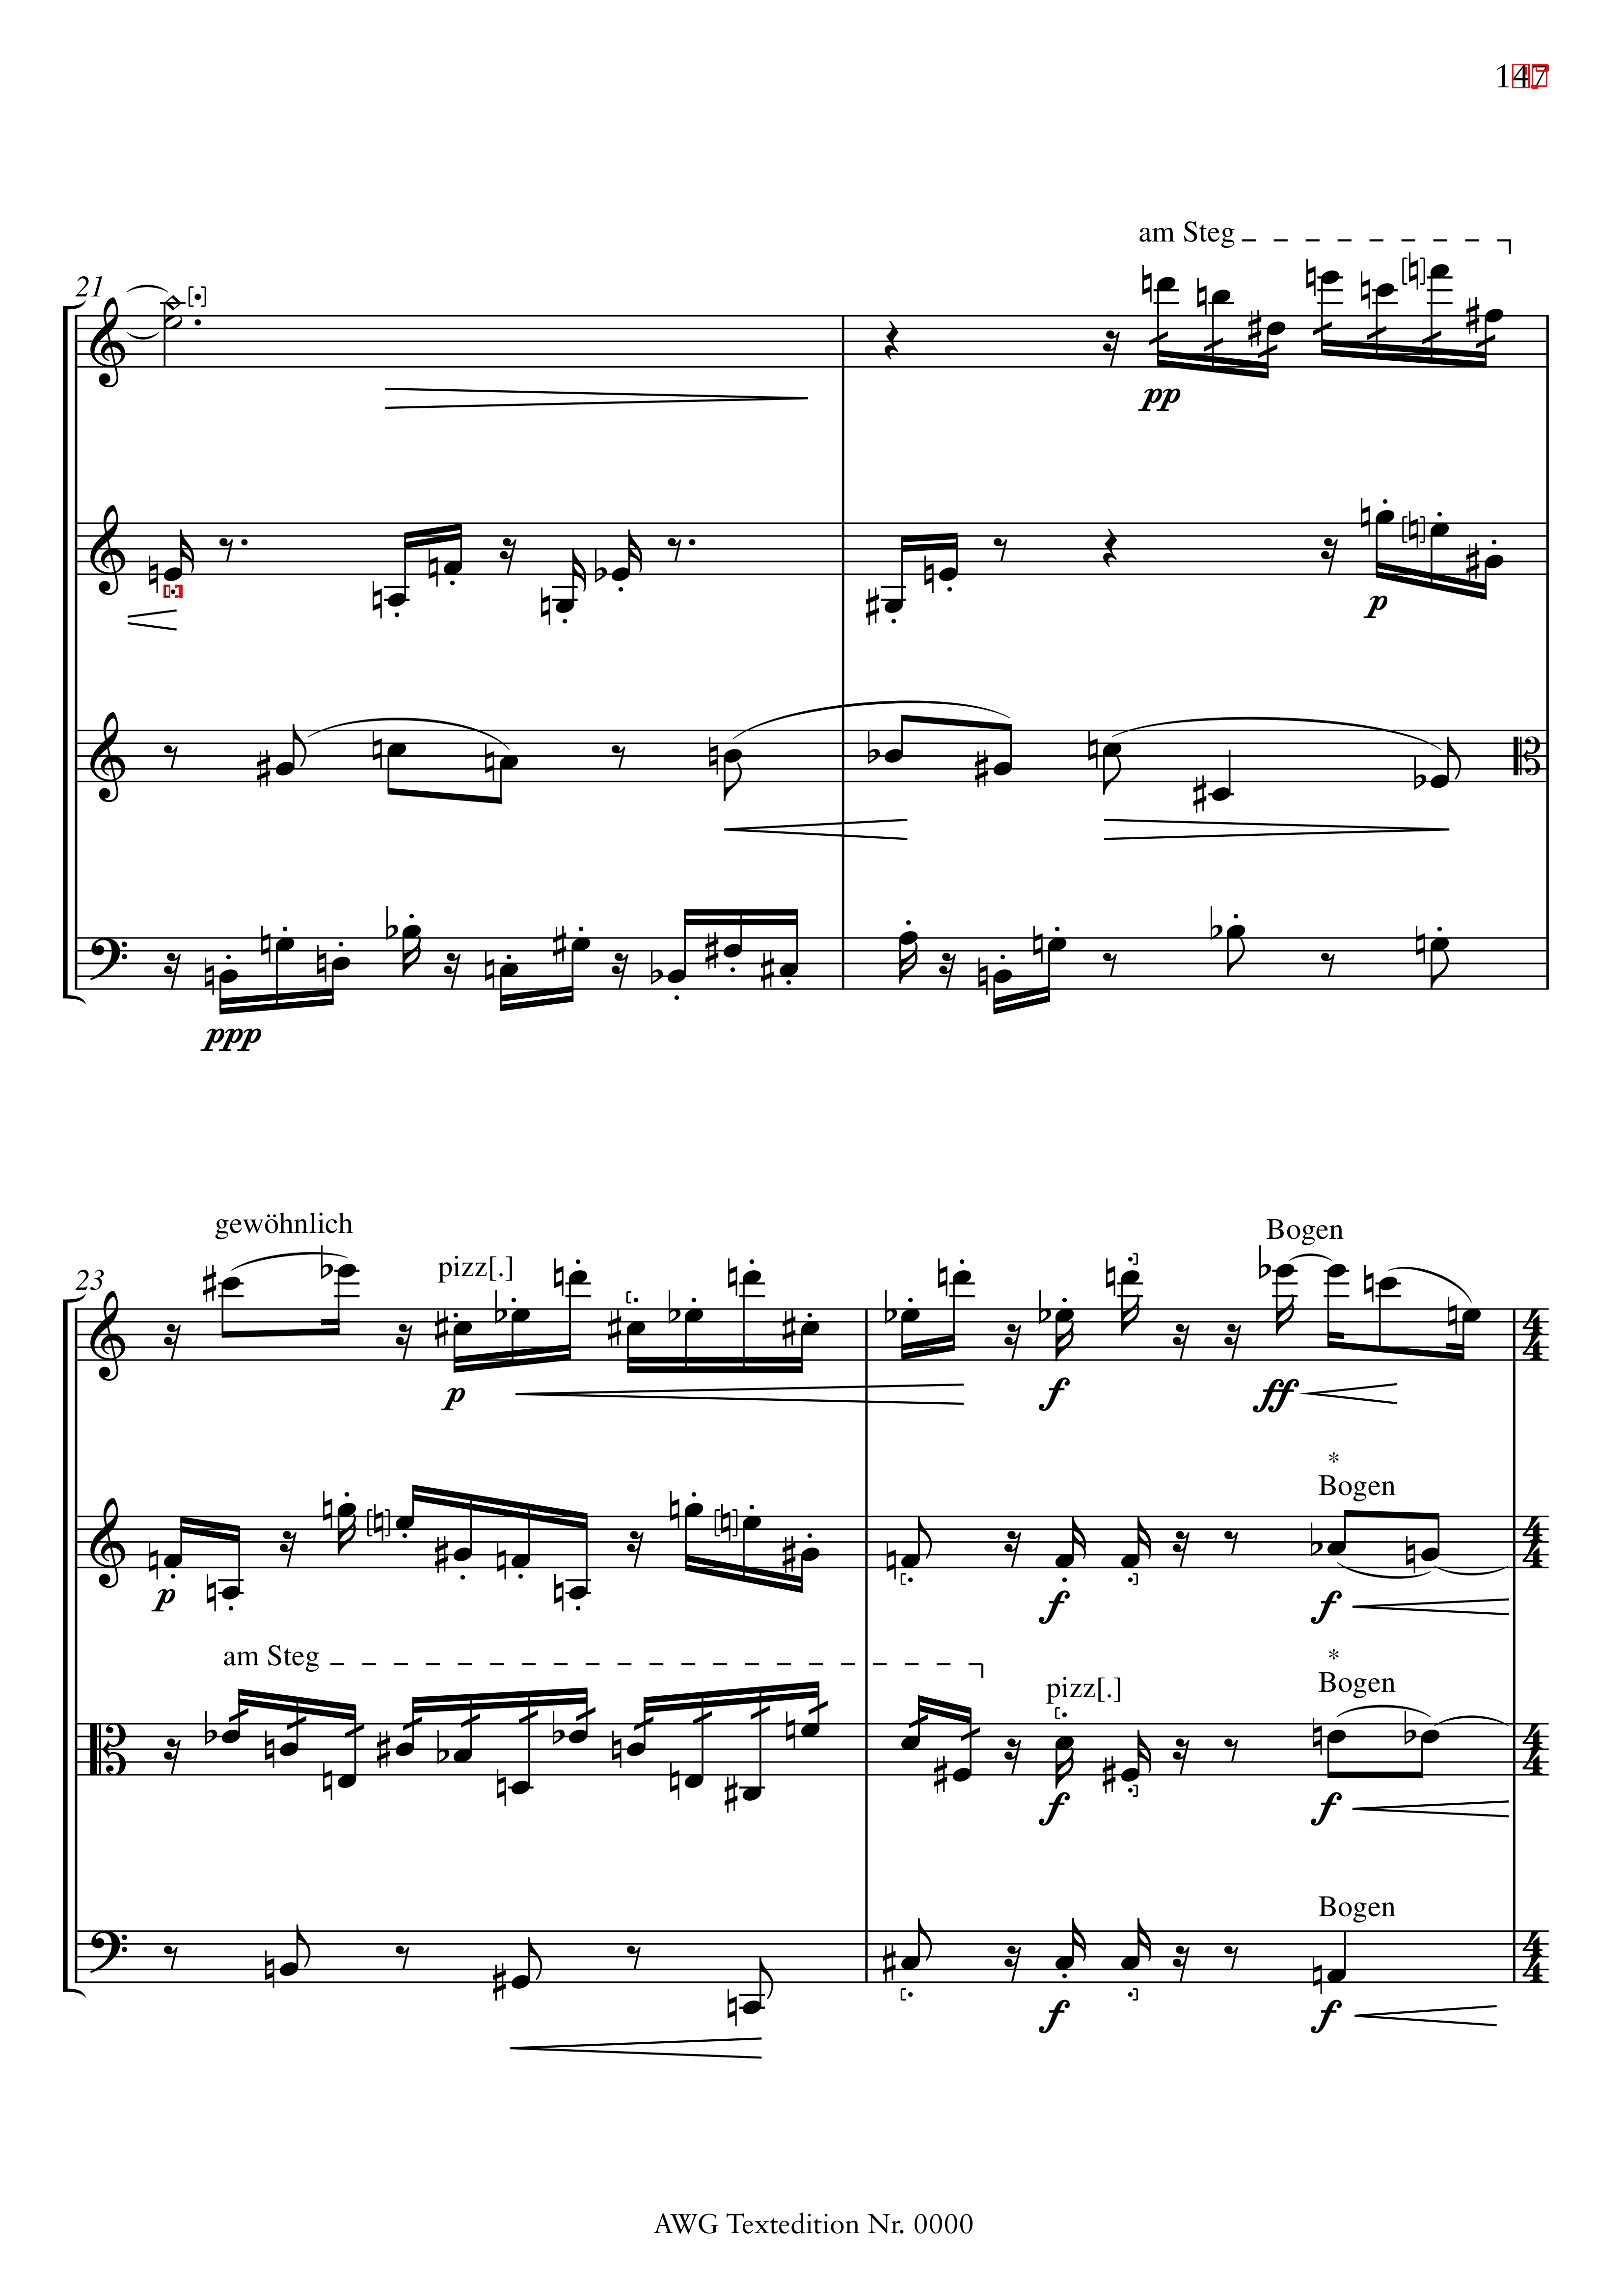 147
am Steg
21
pp
p
ppp
gewöhnlich
Bogen
23
pizz[.]
p
f
ff
*
Bogen
p
f
f
am Steg
pizz[.]
*
Bogen
f
f
Bogen
f
f
AWG Textedition Nr. 0000